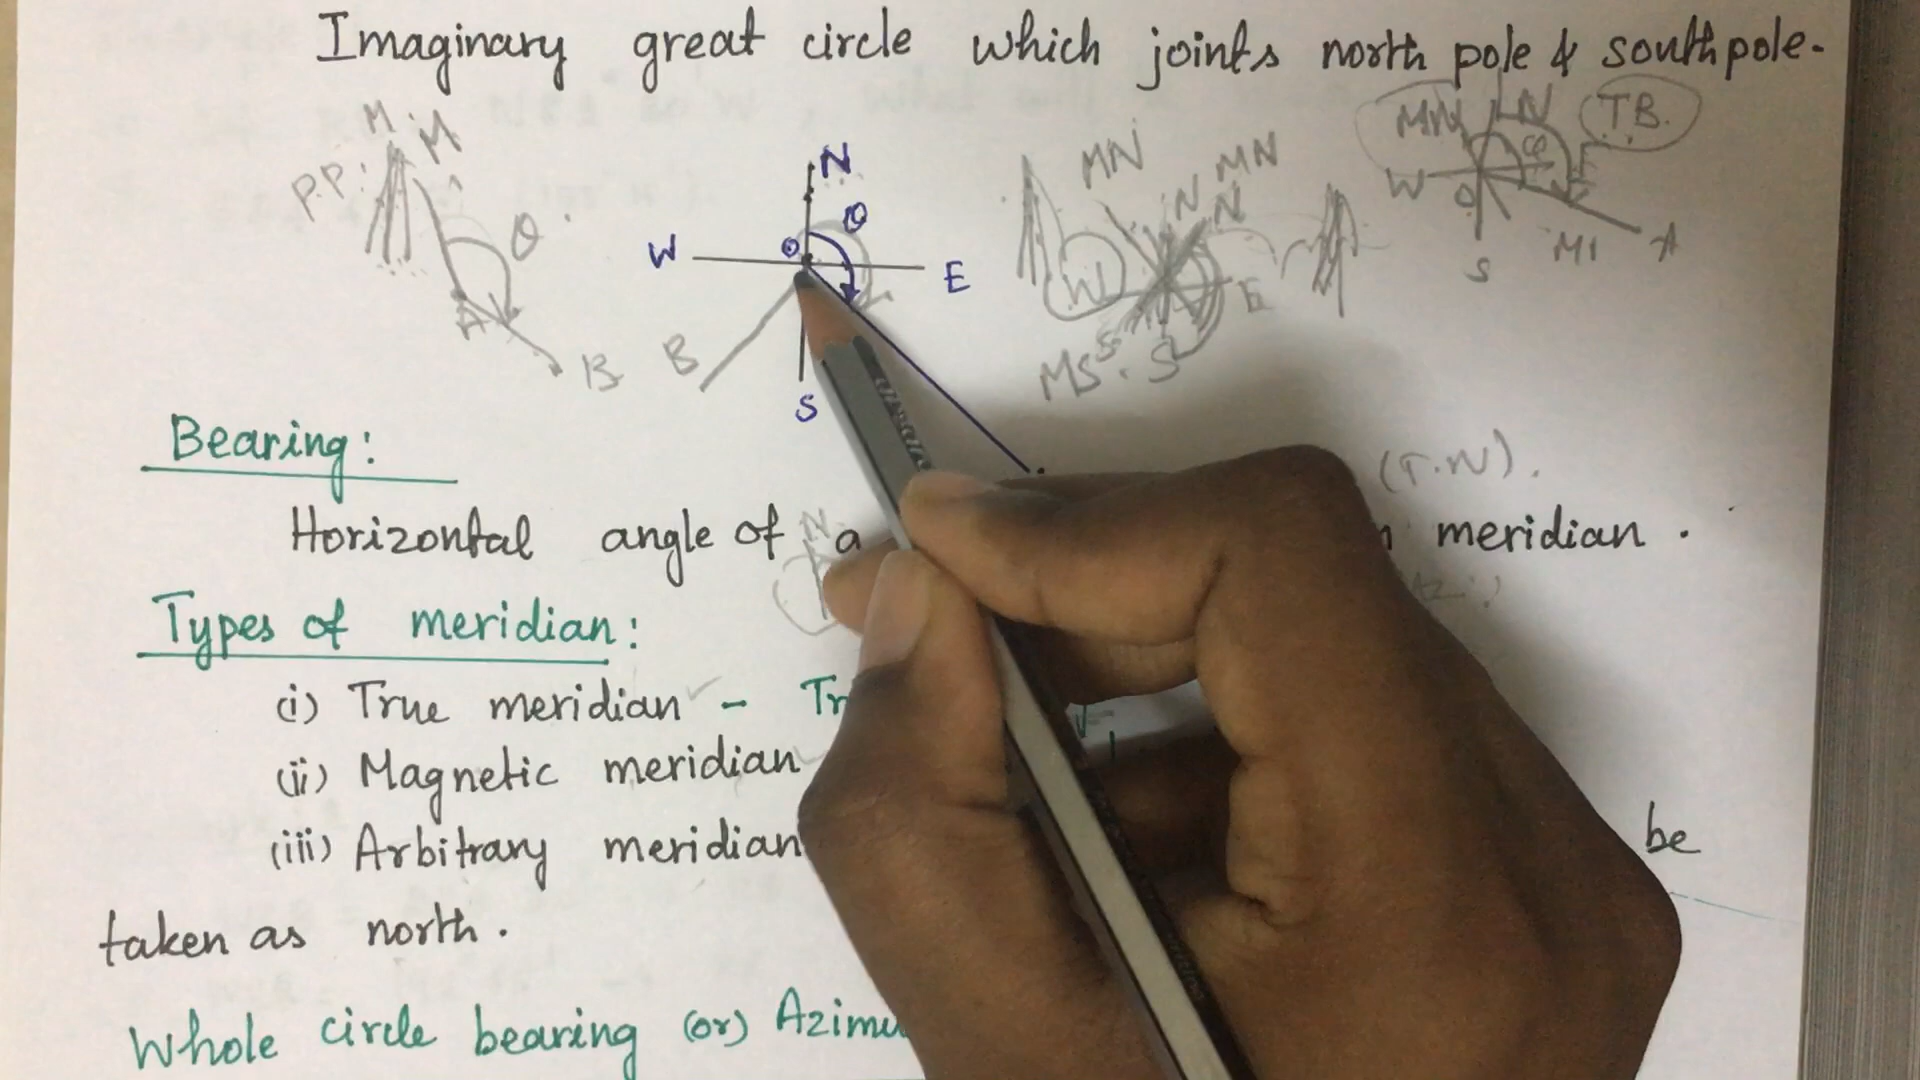 Imaginary great circle which joints north pole & southpole.
M M P.P. θ A B
N θ O W E B S
MN MN N N W E MS S S
MN N T.B. W O S M1 A
Bearing:
(T.N).
Horizontal angle of a meridian.
N
Types of meridian:
(i) True meridian - Tr
(ii) Magnetic meridian
(iii) Arbitrary meridian be
taken as north.
Whole circle bearing (or) Azimu